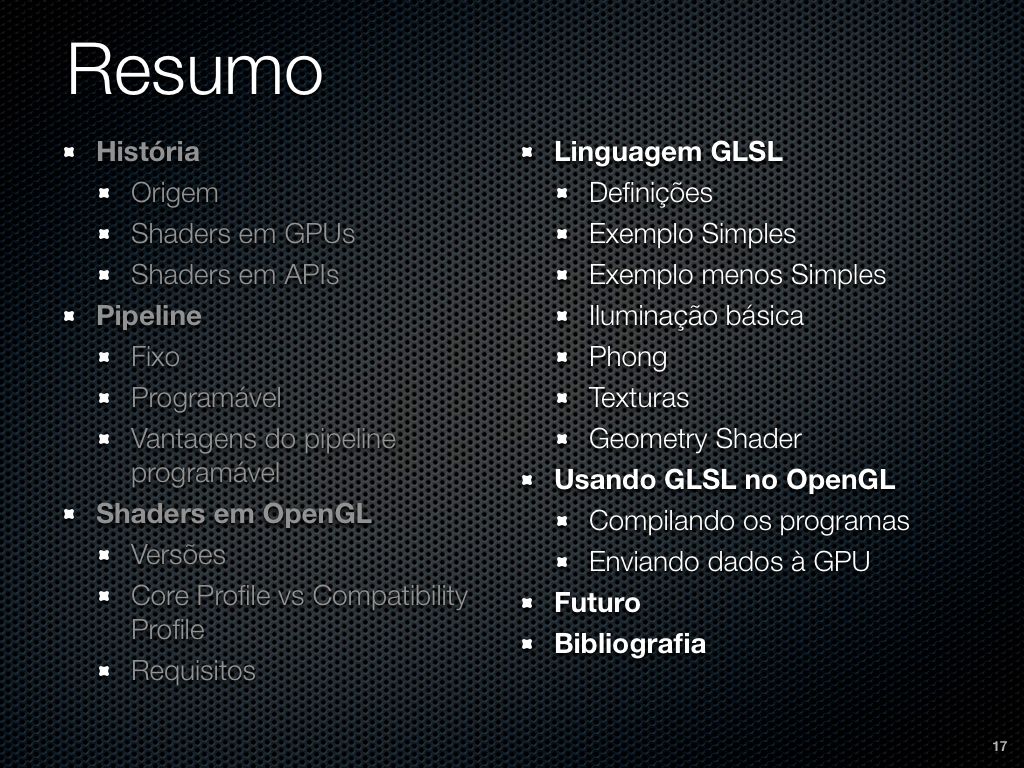 Resumo
História
Origem
Shaders em GPUs
Shaders em APIs
Pipeline
Fixo
Programável
Vantagens do pipeline
programável
Shaders em OpenGL
Versões
Core Profile vs Compatibility
Profile
Requisitos
Linguagem GLSL
Definições
Exemplo Simples
Exemplo menos Simples
Iluminação básica
Phong
Texturas
Geometry Shader
Usando GLSL no OpenGL
Compilando os programas
Enviando dados à GPU
Futuro
Bibliografia
17